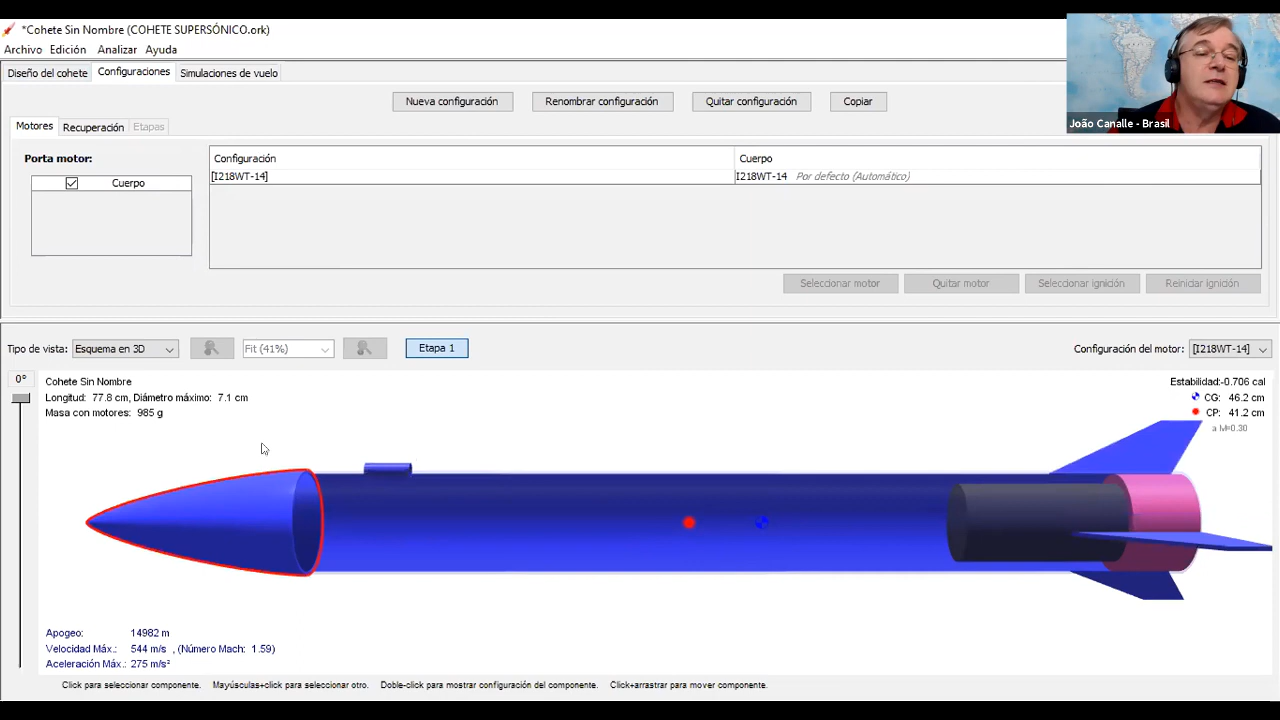 *Cohete Sin Nombre (COHETE SUPERSÓNICO.ork)
Archivo Edición Analizar Ayuda
Diseño del cohete Configuraciones Simulaciones de vuelo
João Canalle - Brasil
Nueva configuración Renombrar configuración Quitar configuración Copiar
Motores Recuperación Etapas
Porta motor:
Cuerpo
Configuración Cuerpo
[I218WT-14] I218WT-14 Por defecto (Automático)
Seleccionar motor Quitar motor Seleccionar ignición Reiniciar ignición
Tipo de vista: Esquema en 3D Fit (41%) Etapa 1 Configuración del motor: [I218WT-14]
0°
Cohete Sin Nombre
Longitud: 77.8 cm, Diámetro máximo: 7.1 cm
Masa con motores: 985 g
Estabilidad:-0.706 cal
CG: 46.2 cm
CP: 41.2 cm
a M=0.30
Apogeo: 14982 m
Velocidad Máx.: 544 m/s , (Número Mach: 1.59)
Aceleración Máx.: 275 m/s²
Click para seleccionar componente. Mayúsculas+click para seleccionar otro. Doble-click para mostrar configuración del componente. Click+arrastrar para mover componente.